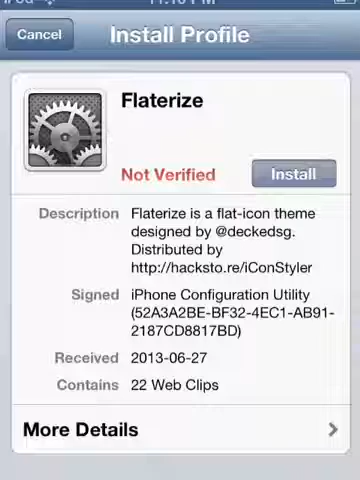 Cancel
Install Profile
Flaterize
Not Verified
Install
Description
Flaterize is a flat-icon theme
designed by @deckedsg.
Distributed by
http://hacksto.re/iConStyler
Signed
iPhone Configuration Utility
(52A3A2BE-BF32-4EC1-AB91-
2187CD8817BD)
Received
2013-06-27
Contains
22 Web Clips
More Details